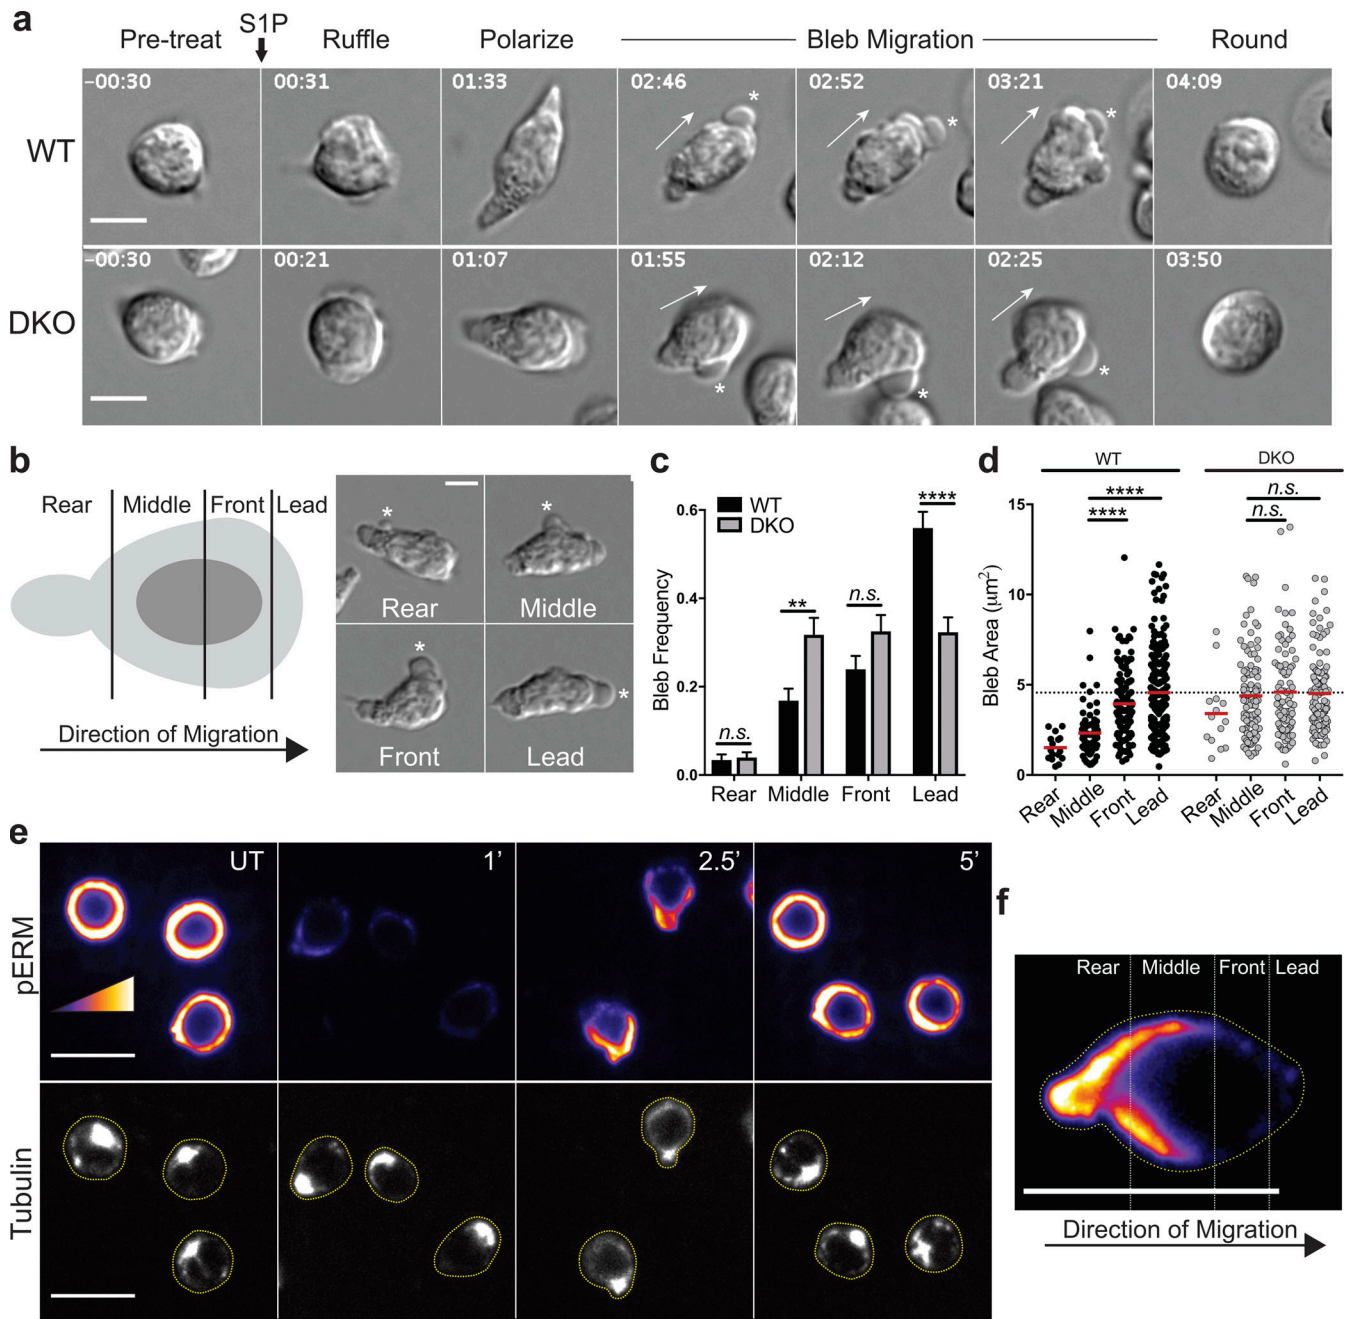 a
Pre-treat S1P Ruffle Polarize Bleb Migration Round
WT
–00:30 00:31 01:33 02:46 02:52 03:21 04:09
* * *
DKO
–00:30 00:21 01:07 01:55 02:12 02:25 03:50
* * *
b
Rear Middle Front Lead
Direction of Migration
* Rear
* Middle
* Front
* Lead
c
Bleb Frequency
0.6
0.4
0.2
0.0
WT
DKO
n.s. ** n.s. ****
Rear Middle Front Lead
d
WT DKO
**** n.s.
**** n.s.
Bleb Area (μm²)
15
10
5
0
Rear Middle Front Lead Rear Middle Front Lead
e
UT 1’ 2.5’ 5’
pERM
Tubulin
f
Rear Middle Front Lead
Direction of Migration